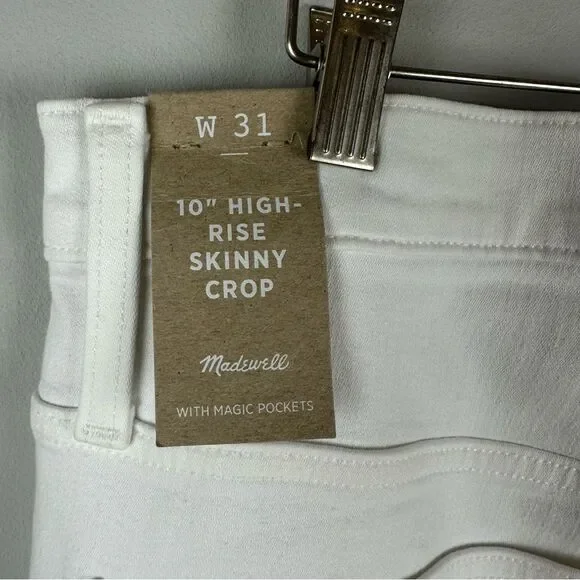 W 31
10" HIGH-
RISE
SKINNY
CROP
Madewell
WITH MAGIC POCKETS